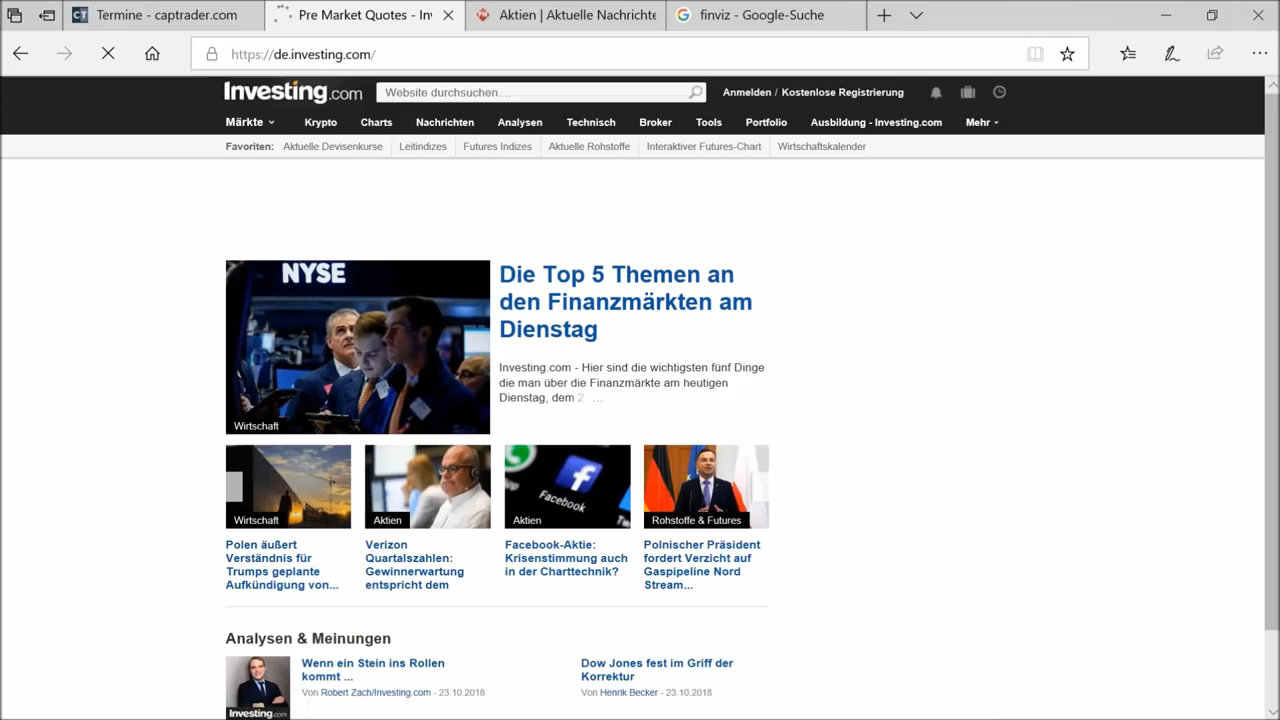 Termine - captrader.com
Pre Market Quotes - Inv
Aktien | Aktuelle Nachrichte
finviz - Google-Suche
https://de.investing.com/
Investing.com
Website durchsuchen....
Anmelden / Kostenlose Registrierung
Märkte
Krypto
Charts
Nachrichten
Analysen
Technisch
Broker
Tools
Portfolio
Ausbildung - Investing.com
Mehr
Favoriten:
Aktuelle Devisenkurse
Leitindizes
Futures Indizes
Aktuelle Rohstoffe
Interaktiver Futures-Chart
Wirtschaftskalender
NYSE
Wirtschaft
Die Top 5 Themen an
den Finanzmärkten am
Dienstag
Investing.com - Hier sind die wichtigsten fünf Dinge
die man über die Finanzmärkte am heutigen
Dienstag, dem 2 ...
Wirtschaft
Polen äußert
Verständnis für
Trumps geplante
Aufkündigung von...
Aktien
Verizon
Quartalszahlen:
Gewinnerwartung
entspricht dem
Facebook
Aktien
Facebook-Aktie:
Krisenstimmung auch
in der Charttechnik?
Rohstoffe & Futures
Polnischer Präsident
fordert Verzicht auf
Gaspipeline Nord
Stream...
Analysen & Meinungen
Investing.com
Wenn ein Stein ins Rollen
kommt ...
Von Robert Zach/Investing.com - 23.10.2018
Dow Jones fest im Griff der
Korrektur
Von Henrik Becker - 23.10.2018